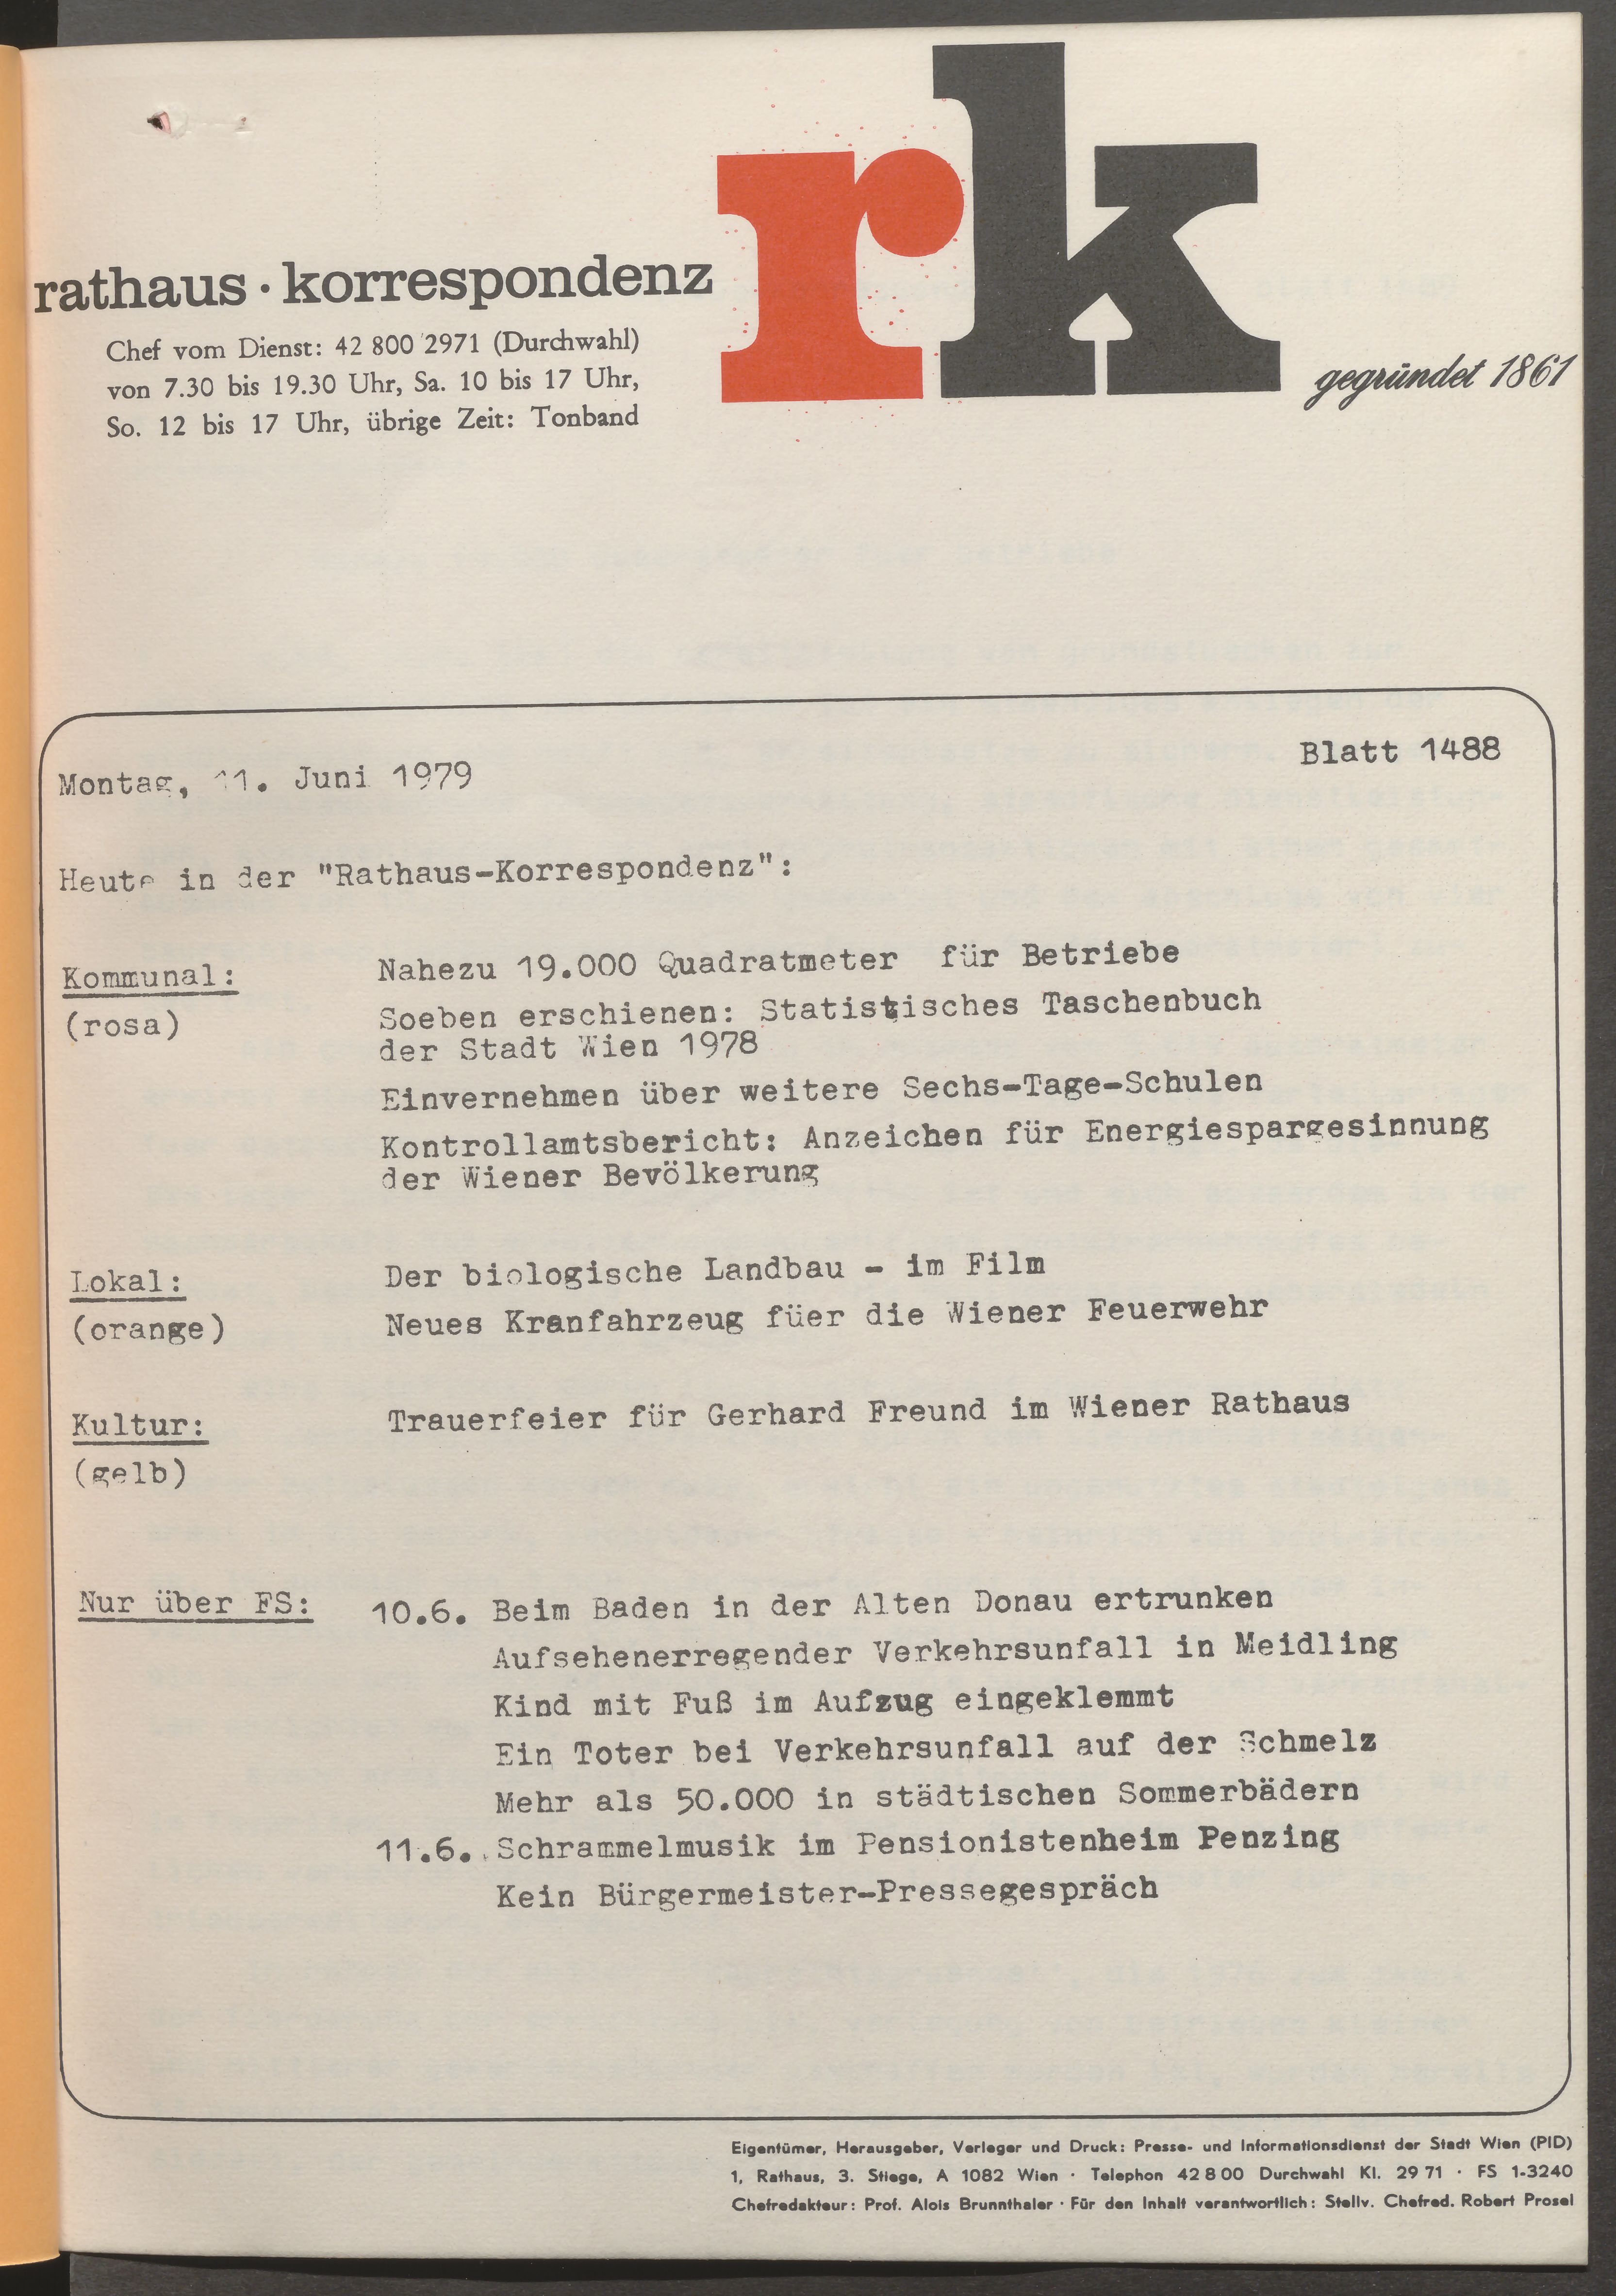 rk
rathaus · korrespondenz
Chef vom Dienst: 42 800 2971 (Durchwahl)
von 7.30 bis 19.30 Uhr, Sa. 10 bis 17 Uhr,
So. 12 bis 17 Uhr, übrige Zeit: Tonband
gegründet 1861
Blatt 1488
Montag, 11. Juni 1979
Heute in der "Rathaus-Korrespondenz":
Kommunal:
(rosa)
Nahezu 19.000 Quadratmeter für Betriebe
Soeben erschienen: Statistisches Taschenbuch
der Stadt Wien 1978
Einvernehmen über weitere Sechs-Tage-Schulen
Kontrollamtsbericht: Anzeichen für Energiespargesinnung
der Wiener Bevölkerung
Lokal:
(orange)
Der biologische Landbau - im Film
Neues Kranfahrzeug füer die Wiener Feuerwehr
Kultur:
(gelb)
Trauerfeier für Gerhard Freund im Wiener Rathaus
Nur über FS:
10.6. Beim Baden in der Alten Donau ertrunken
Aufsehenerregender Verkehrsunfall in Meidling
Kind mit Fuß im Aufzug eingeklemmt
Ein Toter bei Verkehrsunfall auf der Schmelz
Mehr als 50.000 in städtischen Sommerbädern
11.6. Schrammelmusik im Pensionistenheim Penzing
Kein Bürgermeister-Pressegespräch
Eigentümer, Herausgeber, Verleger und Druck: Presse- und Informationsdienst der Stadt Wien (PID)
1, Rathaus, 3. Stiege, A 1082 Wien · Telephon 42 8 00 Durchwahl Kl. 29 71 · FS 1-3240
Chefredakteur: Prof. Alois Brunnthaler · Für den Inhalt verantwortlich: Stellv. Chefred. Robert Prosel